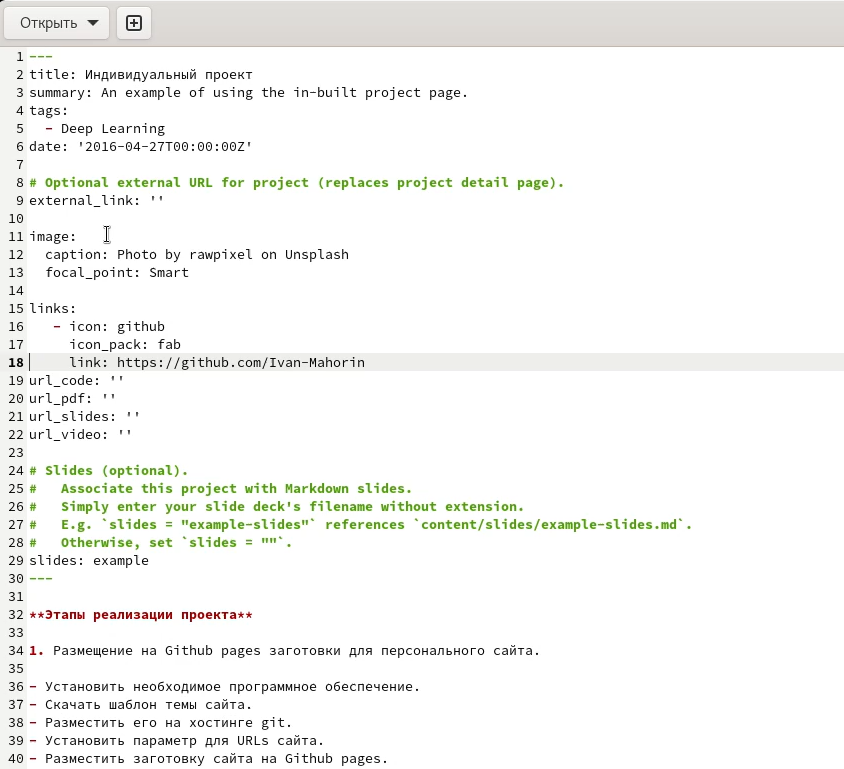 Открыть
1 ---
2 title: Индивидуальный проект
3 summary: An example of using the in-built project page.
4 tags:
5   - Deep Learning
6 date: '2016-04-27T00:00:00Z'
7
8 # Optional external URL for project (replaces project detail page).
9 external_link: ''
10
11 image:
12   caption: Photo by rawpixel on Unsplash
13   focal_point: Smart
14
15 links:
16    - icon: github
17      icon_pack: fab
18      link: https://github.com/Ivan-Mahorin
19 url_code: ''
20 url_pdf: ''
21 url_slides: ''
22 url_video: ''
23
24 # Slides (optional).
25 #   Associate this project with Markdown slides.
26 #   Simply enter your slide deck's filename without extension.
27 #   E.g. `slides = "example-slides"` references `content/slides/example-slides.md`.
28 #   Otherwise, set `slides = ""`.
29 slides: example
30 ---
31
32 **Этапы реализации проекта**
33
34 1. Размещение на Github pages заготовки для персонального сайта.
35
36 - Установить необходимое программное обеспечение.
37 - Скачать шаблон темы сайта.
38 - Разместить его на хостинге git.
39 - Установить параметр для URLs сайта.
40 - Разместить заготовку сайта на Github pages.